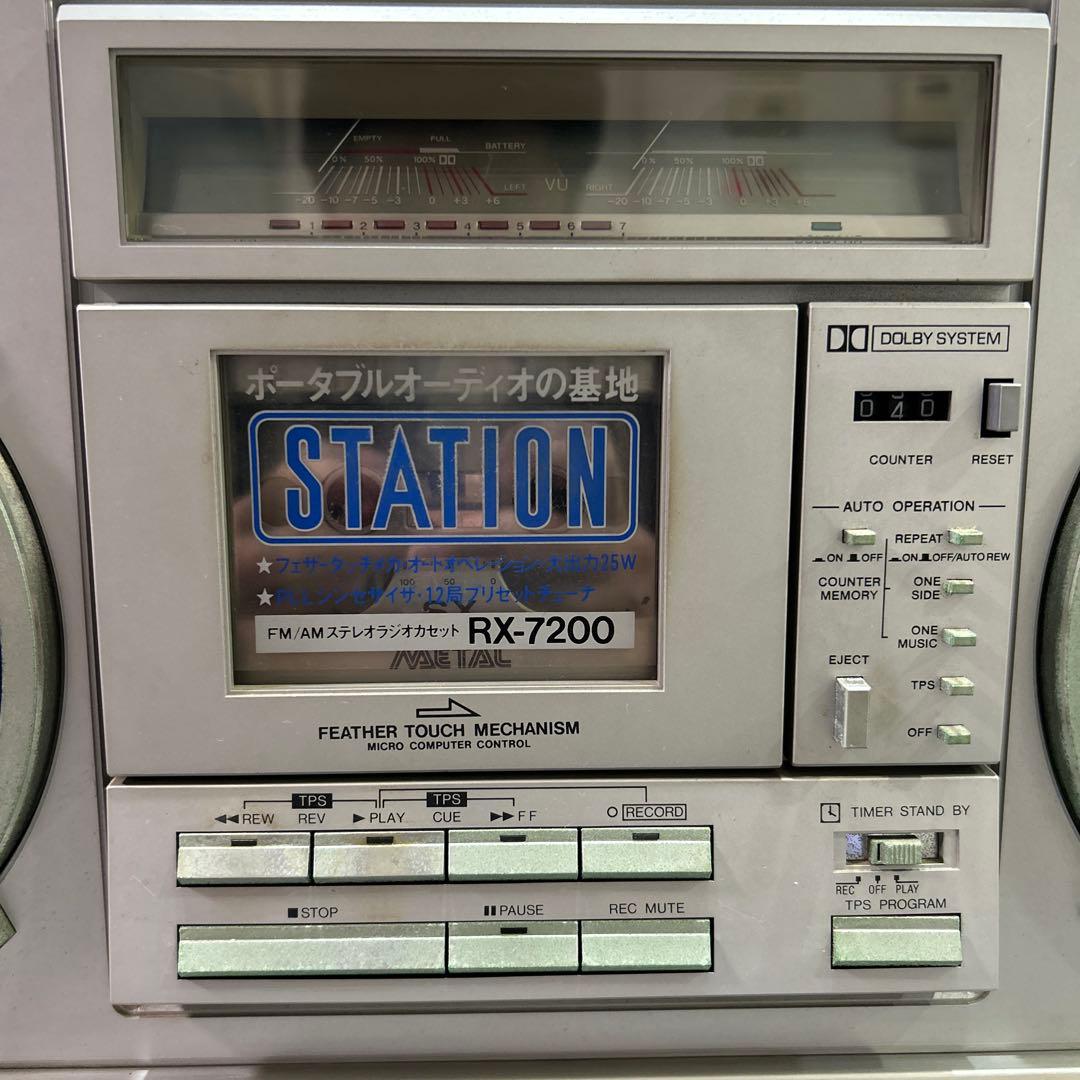 EMPTY FULL BATTERY
0% 50% 100% 0% 50% 100%
LEFT VU RIGHT
-20 -10 -7 -5 -3 0 +3 +6 -20 -10 -7 -5 -3 0 +3 +6
1 2 3 4 5 6 7
DOLBY NR
DOLBY SYSTEM
040
COUNTER RESET
ポータブルオーディオの基地
STATION
★フェザータッチメカ・オートオペレーション・大出力25W
★PLLシンセサイザ・12局プリセットチューナ
100 50 0
FM/AMステレオラジオカセット RX-7200
METAL
FEATHER TOUCH MECHANISM
MICRO COMPUTER CONTROL
AUTO OPERATION
REPEAT
ON OFF ON OFF/AUTO REW
COUNTER MEMORY
ONE SIDE
ONE MUSIC
EJECT
TPS
OFF
TPS TPS
◀◀REW REV ▶PLAY CUE ▶▶FF ○ RECORD
■STOP ▮▮PAUSE REC MUTE
TIMER STAND BY
REC OFF PLAY
TPS PROGRAM